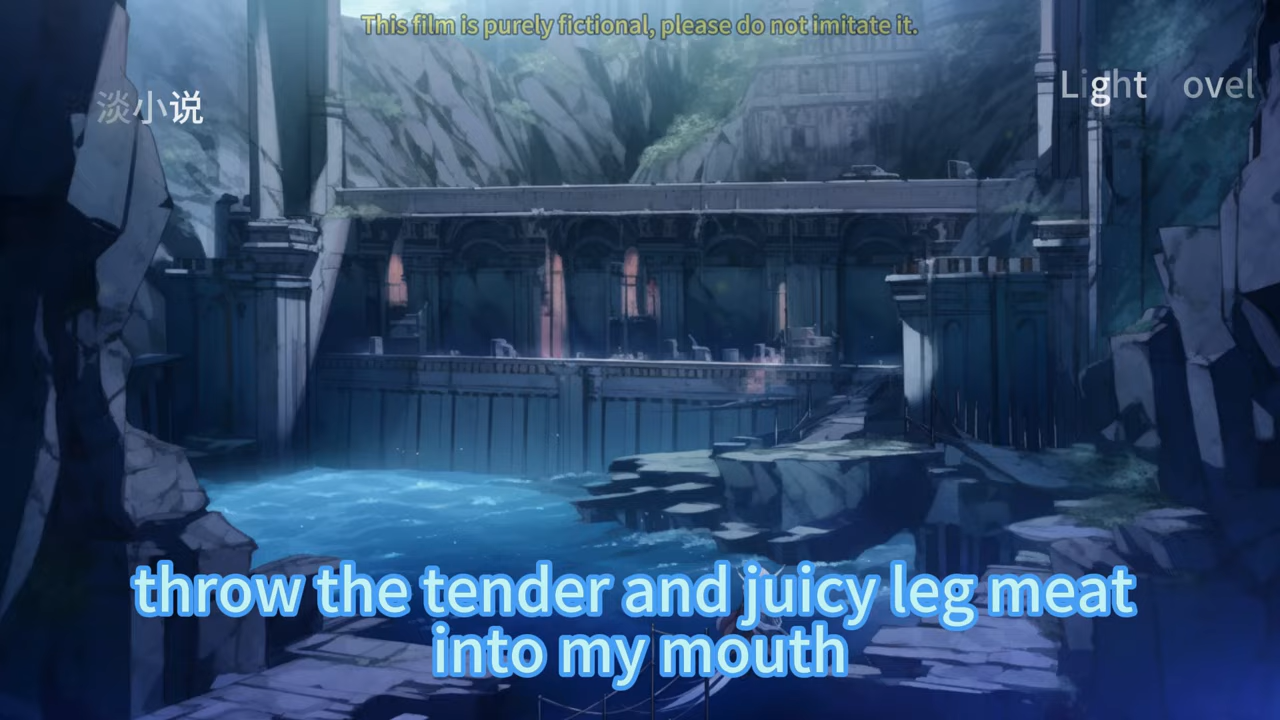 This film is purely fictional, please do not imitate it.
淡小说
Light ovel
throw the tender and juicy leg meat
into my mouth